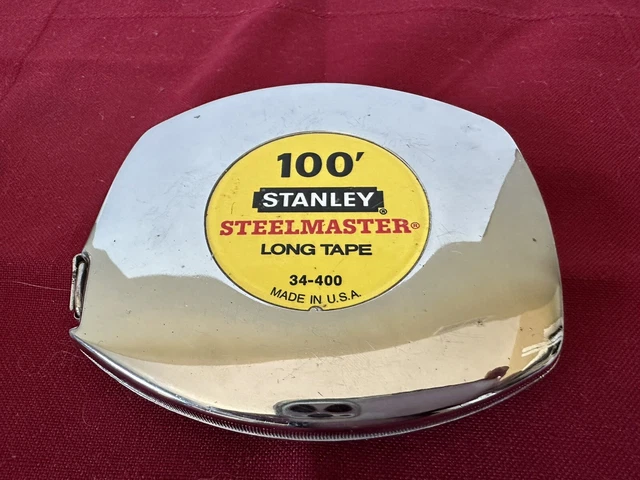 100'
STANLEY®
STEELMASTER®
LONG TAPE
34-400
MADE IN U.S.A.